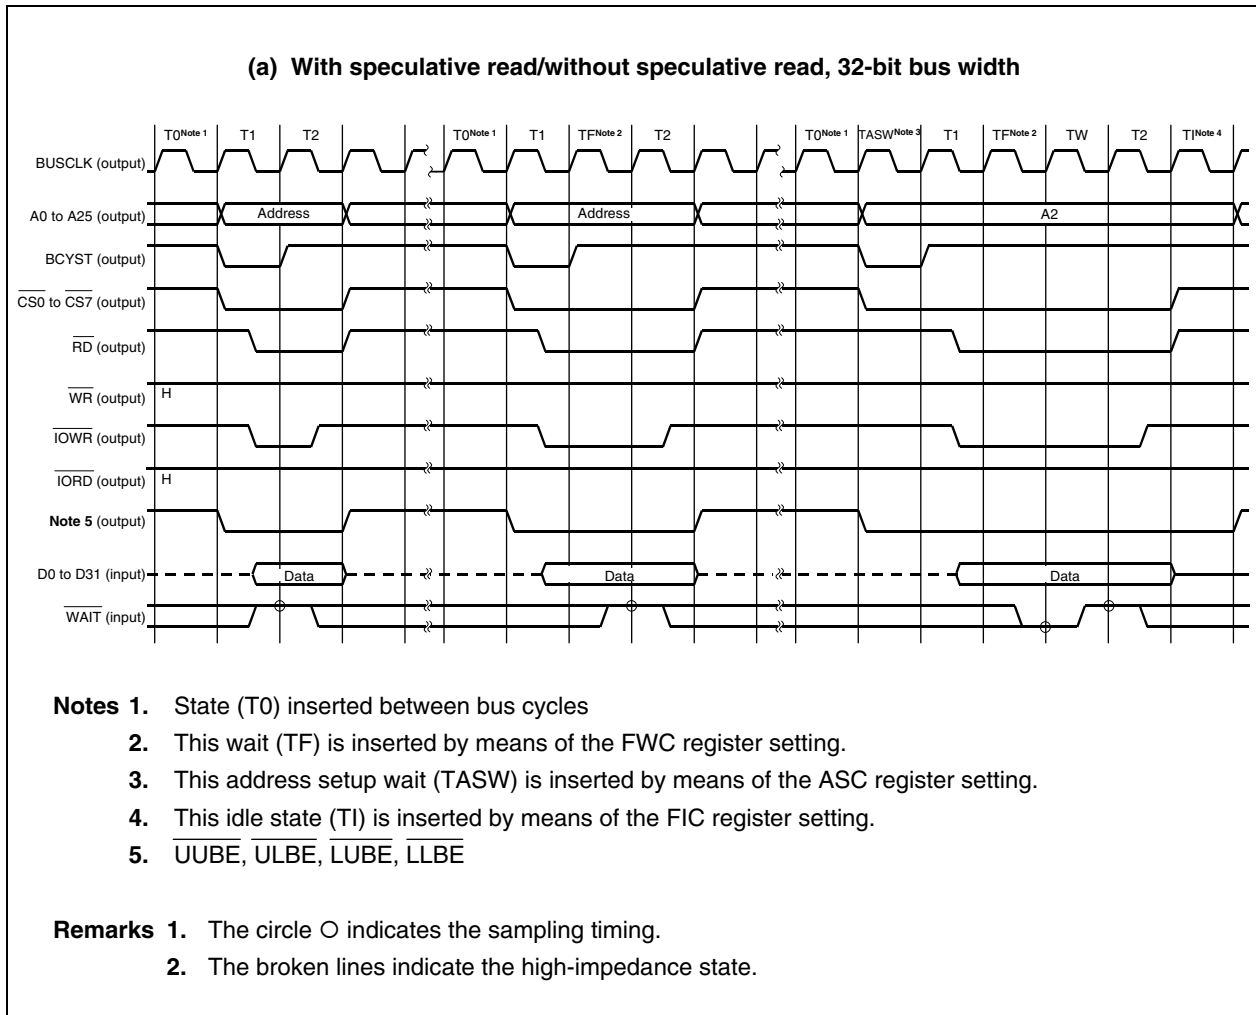 (a) With speculative read/without speculative read, 32-bit bus width
T0Note 1 T1 T2 T0Note 1 T1 TFNote 2 T2 T0Note 1 TASWNote 3 T1 TFNote 2 TW T2 TINote 4
BUSCLK (output)
A0 to A25 (output) Address Address A2
BCYST (output)
CS0 to CS7 (output)
RD (output)
WR (output) H
IOWR (output)
IORD (output) H
Note 5 (output)
D0 to D31 (input) Data Data Data
WAIT (input)
Notes 1. State (T0) inserted between bus cycles
2. This wait (TF) is inserted by means of the FWC register setting.
3. This address setup wait (TASW) is inserted by means of the ASC register setting.
4. This idle state (TI) is inserted by means of the FIC register setting.
5. UUBE, ULBE, LUBE, LLBE
Remarks 1. The circle O indicates the sampling timing.
2. The broken lines indicate the high-impedance state.